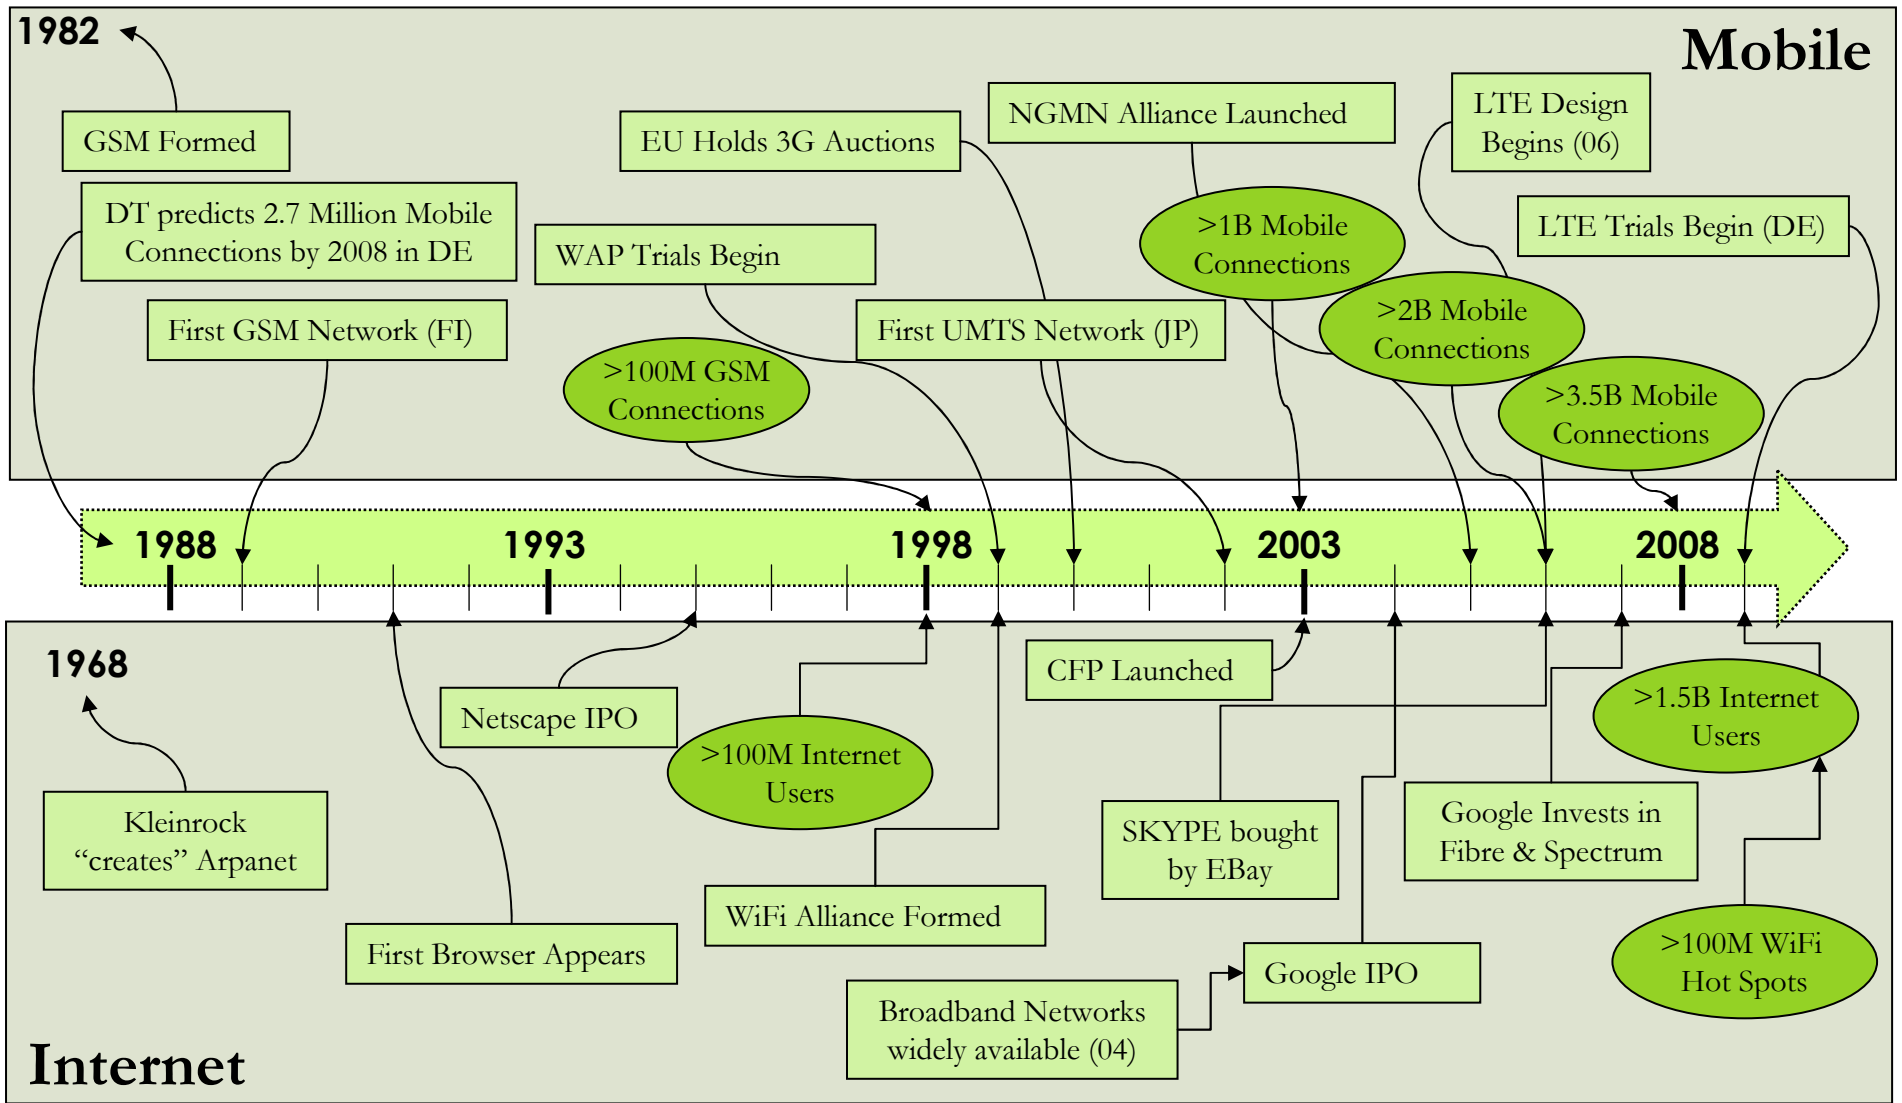 1982
Mobile
GSM Formed
EU Holds 3G Auctions
NGMN Alliance Launched
LTE Design
Begins (06)
DT predicts 2.7 Million Mobile
Connections by 2008 in DE
WAP Trials Begin
>1B Mobile
Connections
LTE Trials Begin (DE)
First GSM Network (FI)
First UMTS Network (JP)
>2B Mobile
Connections
>100M GSM
Connections
>3.5B Mobile
Connections
1988
1993
1998
2003
2008
1968
CFP Launched
Netscape IPO
>1.5B Internet
Users
>100M Internet
Users
Kleinrock
“creates” Arpanet
SKYPE bought
by EBay
Google Invests in
Fibre & Spectrum
WiFi Alliance Formed
First Browser Appears
Google IPO
>100M WiFi
Hot Spots
Broadband Networks
widely available (04)
Internet